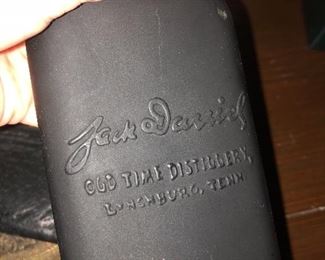 Jack Daniel
OLD TIME DISTILLERY,
LYNCHBURG, TENN